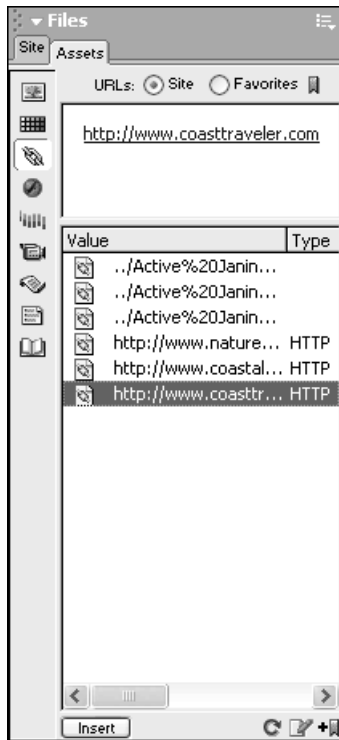 Files
Site Assets
URLs: Site Favorites
http://www.coasttraveler.com
Value Type
../Active%20Janin...
../Active%20Janin...
../Active%20Janin...
http://www.nature... HTTP
http://www.coastal... HTTP
http://www.coasttr... HTTP
Insert